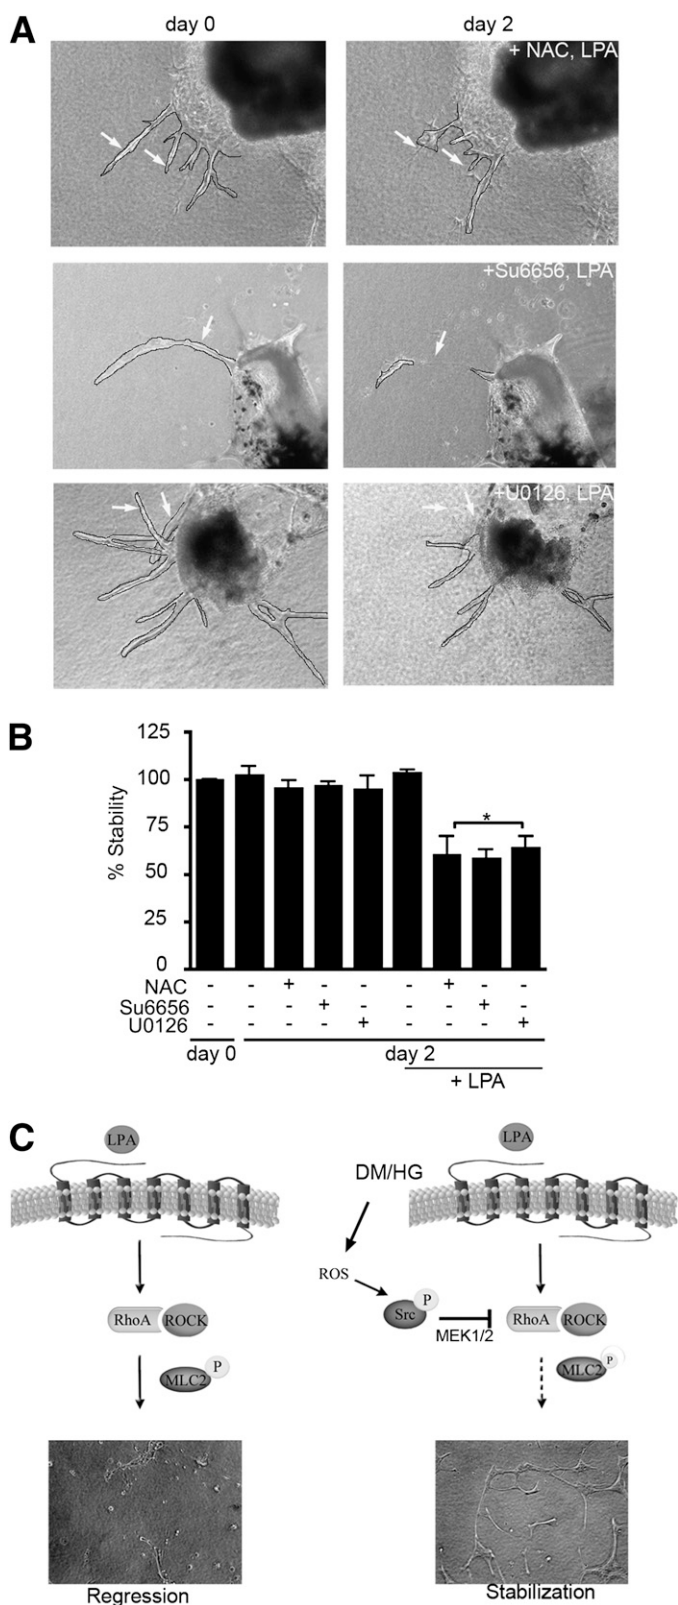 A
day 0
day 2
+ NAC, LPA
+Su6656, LPA
+U0126, LPA
B
% Stability
125
100
75
50
25
0
*
NAC - - + - - - + - -
Su6656 - - - + - - - + -
U0126 - - - - + - - - +
day 0
day 2
+ LPA
C
LPA
LPA
DM/HG
ROS
Src
P
MEK1/2
RhoA
ROCK
RhoA
ROCK
MLC2
P
MLC2
P
Regression
Stabilization